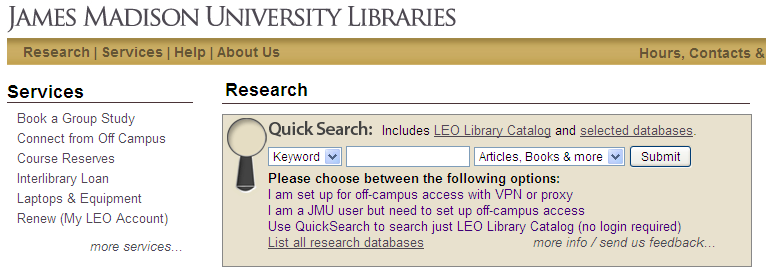 JAMES MADISON UNIVERSITY LIBRARIES
Research | Services | Help | About Us
Hours, Contacts &
Services
Book a Group Study
Connect from Off Campus
Course Reserves
Interlibrary Loan
Laptops & Equipment
Renew (My LEO Account)
more services...
Research
Quick Search: Includes LEO Library Catalog and selected databases.
Keyword Articles, Books & more Submit
Please choose between the following options:
I am set up for off-campus access with VPN or proxy
I am a JMU user but need to set up off-campus access
Use QuickSearch to search just LEO Library Catalog (no login required)
List all research databases more info / send us feedback...